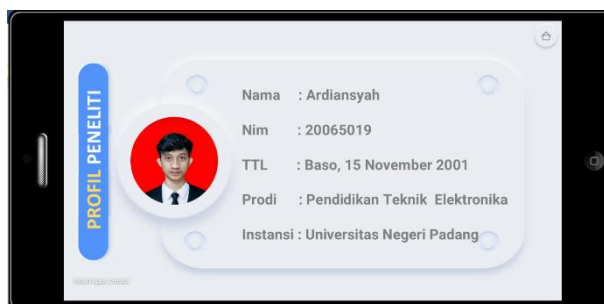 PROFIL PENELITI
Nama : Ardiansyah
Nim : 20065019
TTL : Baso, 15 November 2001
Prodi : Pendidikan Teknik Elektronika
Instansi : Universitas Negeri Padang